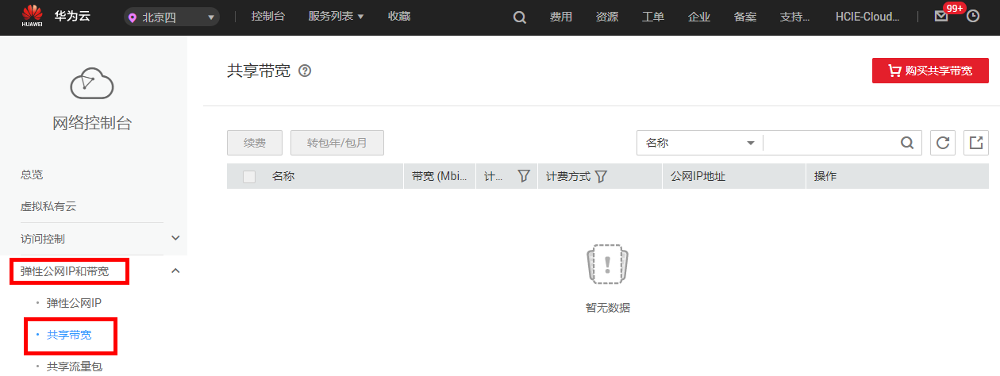 HUAWEI 华为云 北京四 控制台 服务列表 收藏 费用 资源 工单 企业 备案 支持... HCIE-Cloud... 99+
网络控制台
总览
虚拟私有云
访问控制
弹性公网IP和带宽
弹性公网IP
共享带宽
共享流量包
共享带宽 ? 购买共享带宽
续费 转包年/包月 名称
名称 带宽 (Mbi... 计... 计费方式 公网IP地址 操作
暂无数据